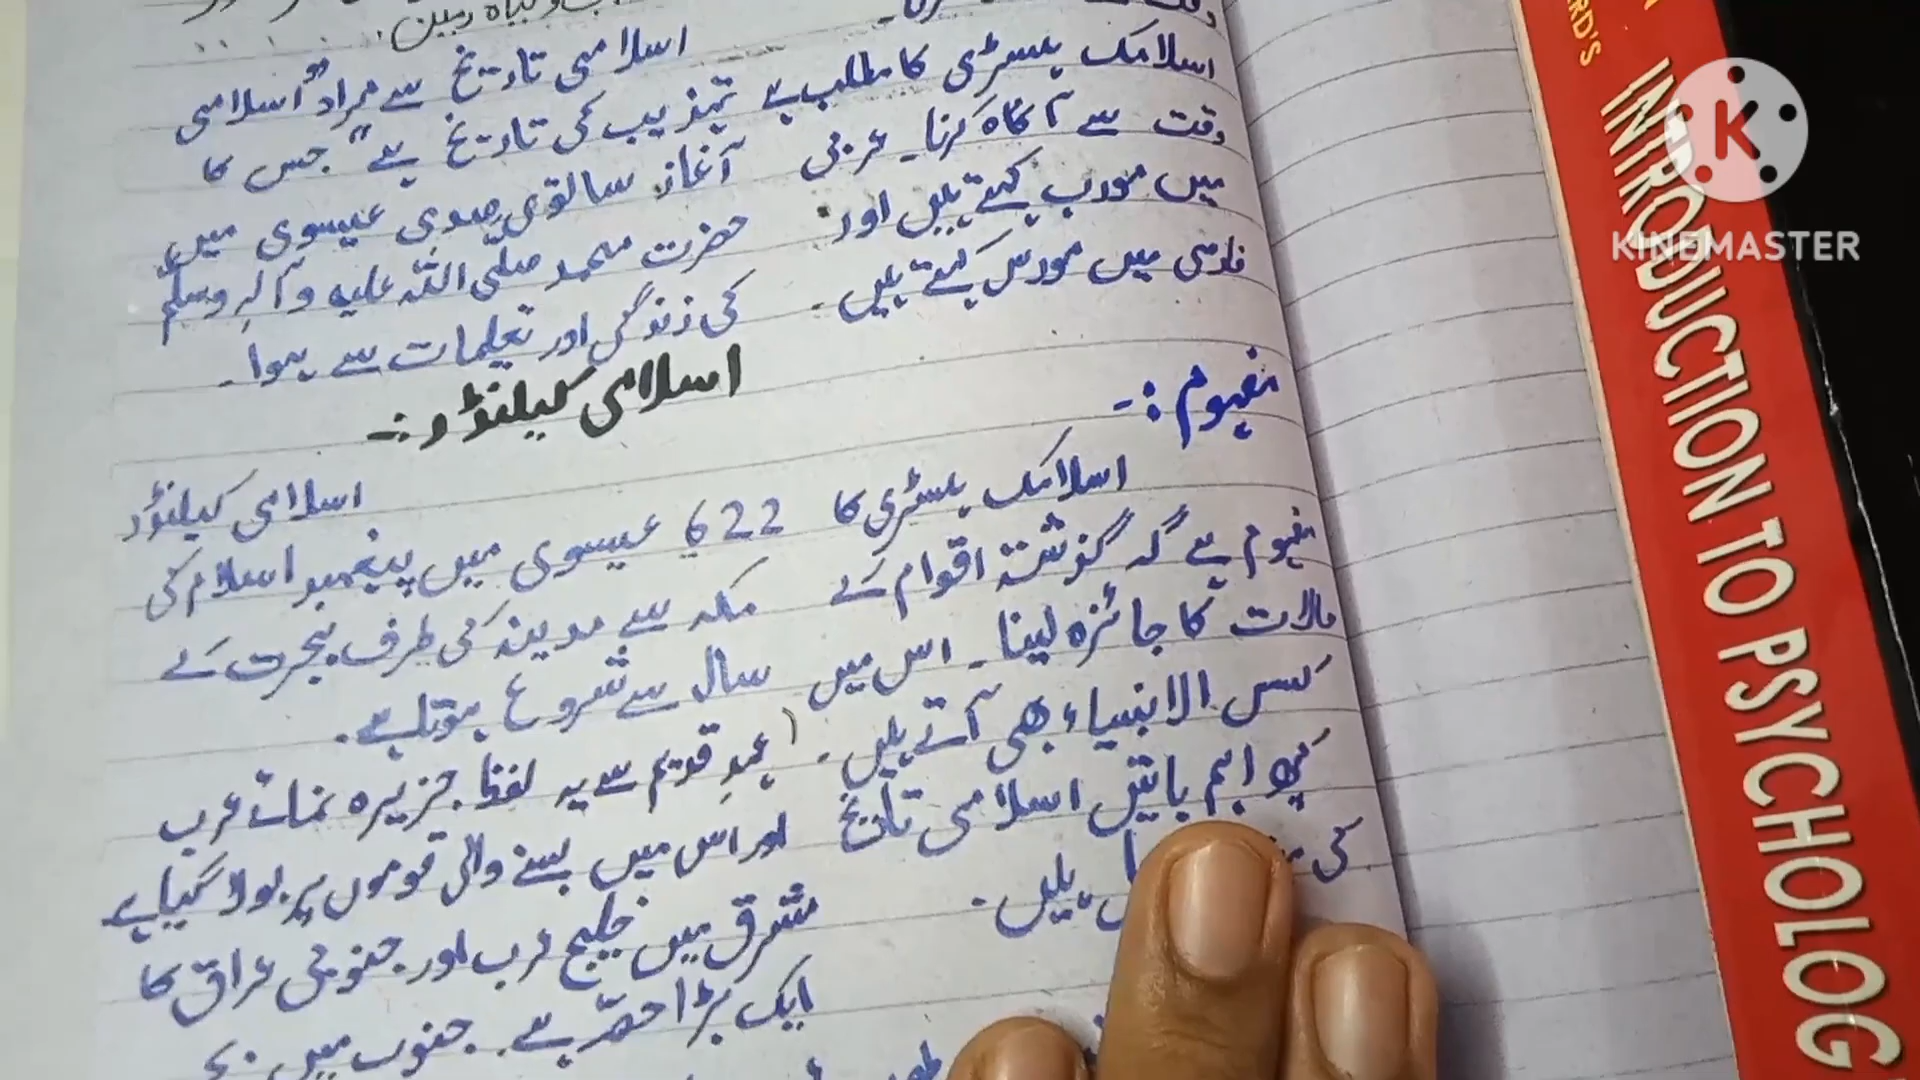 اسلامک ہسٹری کا مطلب ہے
وقت سے آگاہ کرنا۔ عربی
میں مورب کہتے ہیں اور
فارسی میں مورس کہتے ہیں۔
مفہوم :-
اسلامک ہسٹری کا
مفہوم ہے کہ گذشتہ اقوام کے
حالات کا جائزہ لینا۔ اس میں
الانبیاء بھی آتے ہیں۔
اہم باتیں اسلامی تاریخ
کی
ہیں۔
اسلامی تاریخ سے مراد "اسلامی
تہذیب کی تاریخ ہے" جس کا
آغاز ساتویں صدی عیسوی میں
حضرت محمد صلی اللہ علیہ وآلہ وسلم
کی زندگی اور تعلیمات سے ہوا۔
اسلامی کیلنڈر :-
اسلامی کیلنڈر
622 عیسوی میں پیغمبر اسلام کی
مکہ سے مدینہ کی طرف ہجرت کے
سال سے شروع ہوتا ہے۔
عہدِ قدیم سے یہ لفظ جزیرہ نمائے عرب
اور اس میں بسنے والی قوموں پر بولا گیا ہے
مشرق میں خلیج عرب اور جنوبی عراق کا
ایک بڑا حصّہ ہے۔ جنوب میں
INTRODUCTION TO PSYCHOLOG
K
KINEMASTER